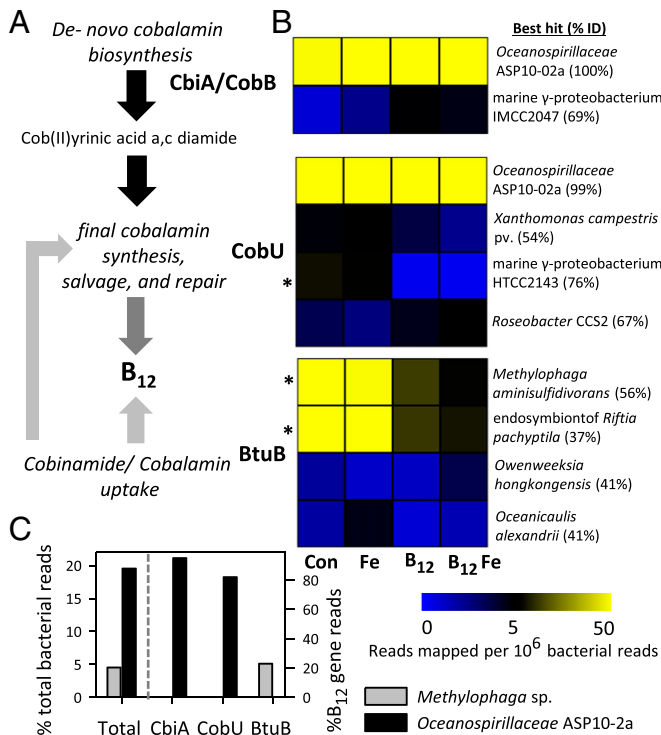 A
De- novo cobalamin
biosynthesis
CbiA/CobB
Cob(II)yrinic acid a,c diamide
final cobalamin
synthesis,
salvage, and repair
B12
Cobinamide/ Cobalamin
uptake
B
Best hit (% ID)
Oceanospirillaceae
ASP10-02a (100%)
marine γ-proteobacterium
IMCC2047 (69%)
CobU
*
Oceanospirillaceae
ASP10-02a (99%)
Xanthomonas campestris
pv. (54%)
marine γ-proteobacterium
HTCC2143 (76%)
Roseobacter CCS2 (67%)
BtuB
*
*
Methylophaga
aminisulfidivorans (56%)
endosymbiontof Riftia
pachyptila (37%)
Owenweeksia
hongkongensis (41%)
Oceanicaulis
alexandrii (41%)
Con Fe B12 B12 Fe
0 5 50
Reads mapped per 10^6 bacterial reads
C
% total bacterial reads
20
15
10
5
0
80
60
40
20
0
%B12 gene reads
Total CbiA CobU BtuB
Methylophaga sp.
Oceanospirillaceae ASP10-2a